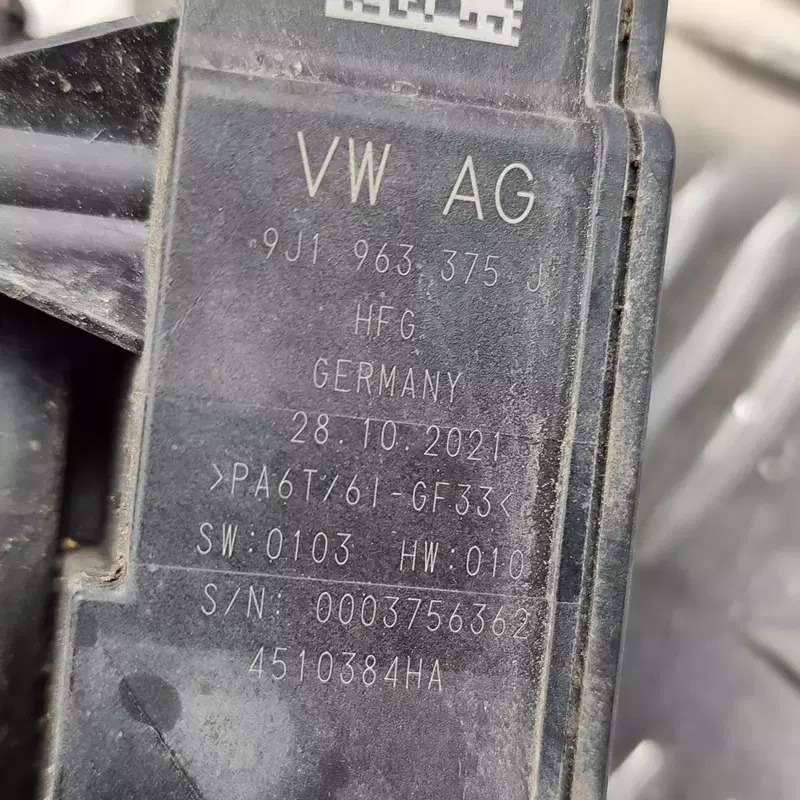 VW AG
9J1 963 375 J
HFG
GERMANY
28.10.2021
>PA6T/6I-GF33<
SW:0103 HW:010
S/N: 0003756362
4510384HA